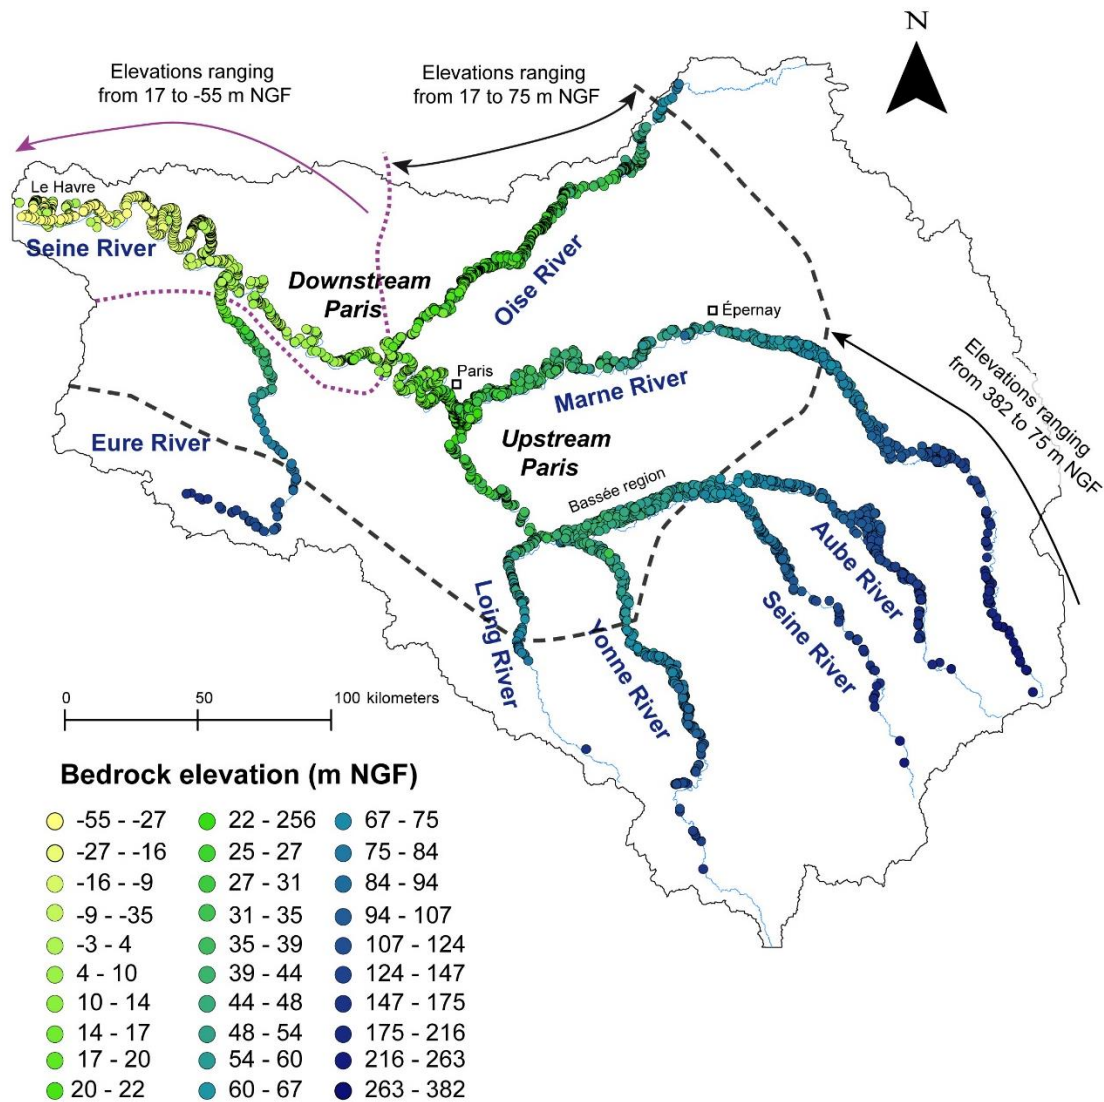 N
Elevations ranging
from 17 to -55 m NGF
Elevations ranging
from 17 to 75 m NGF
Le Havre
Seine River
Downstream
Paris
Oise River
Épernay
Paris
Marne River
Elevations ranging
from 382 to 75 m NGF
Eure River
Upstream
Paris
Bassée region
Aube River
Seine River
Loing River
Yonne River
0 50 100 kilometers
Bedrock elevation (m NGF)
-55 - -27
-27 - -16
-16 - -9
-9 - -35
-3 - 4
4 - 10
10 - 14
14 - 17
17 - 20
20 - 22
22 - 256
25 - 27
27 - 31
31 - 35
35 - 39
39 - 44
44 - 48
48 - 54
54 - 60
60 - 67
67 - 75
75 - 84
84 - 94
94 - 107
107 - 124
124 - 147
147 - 175
175 - 216
216 - 263
263 - 382